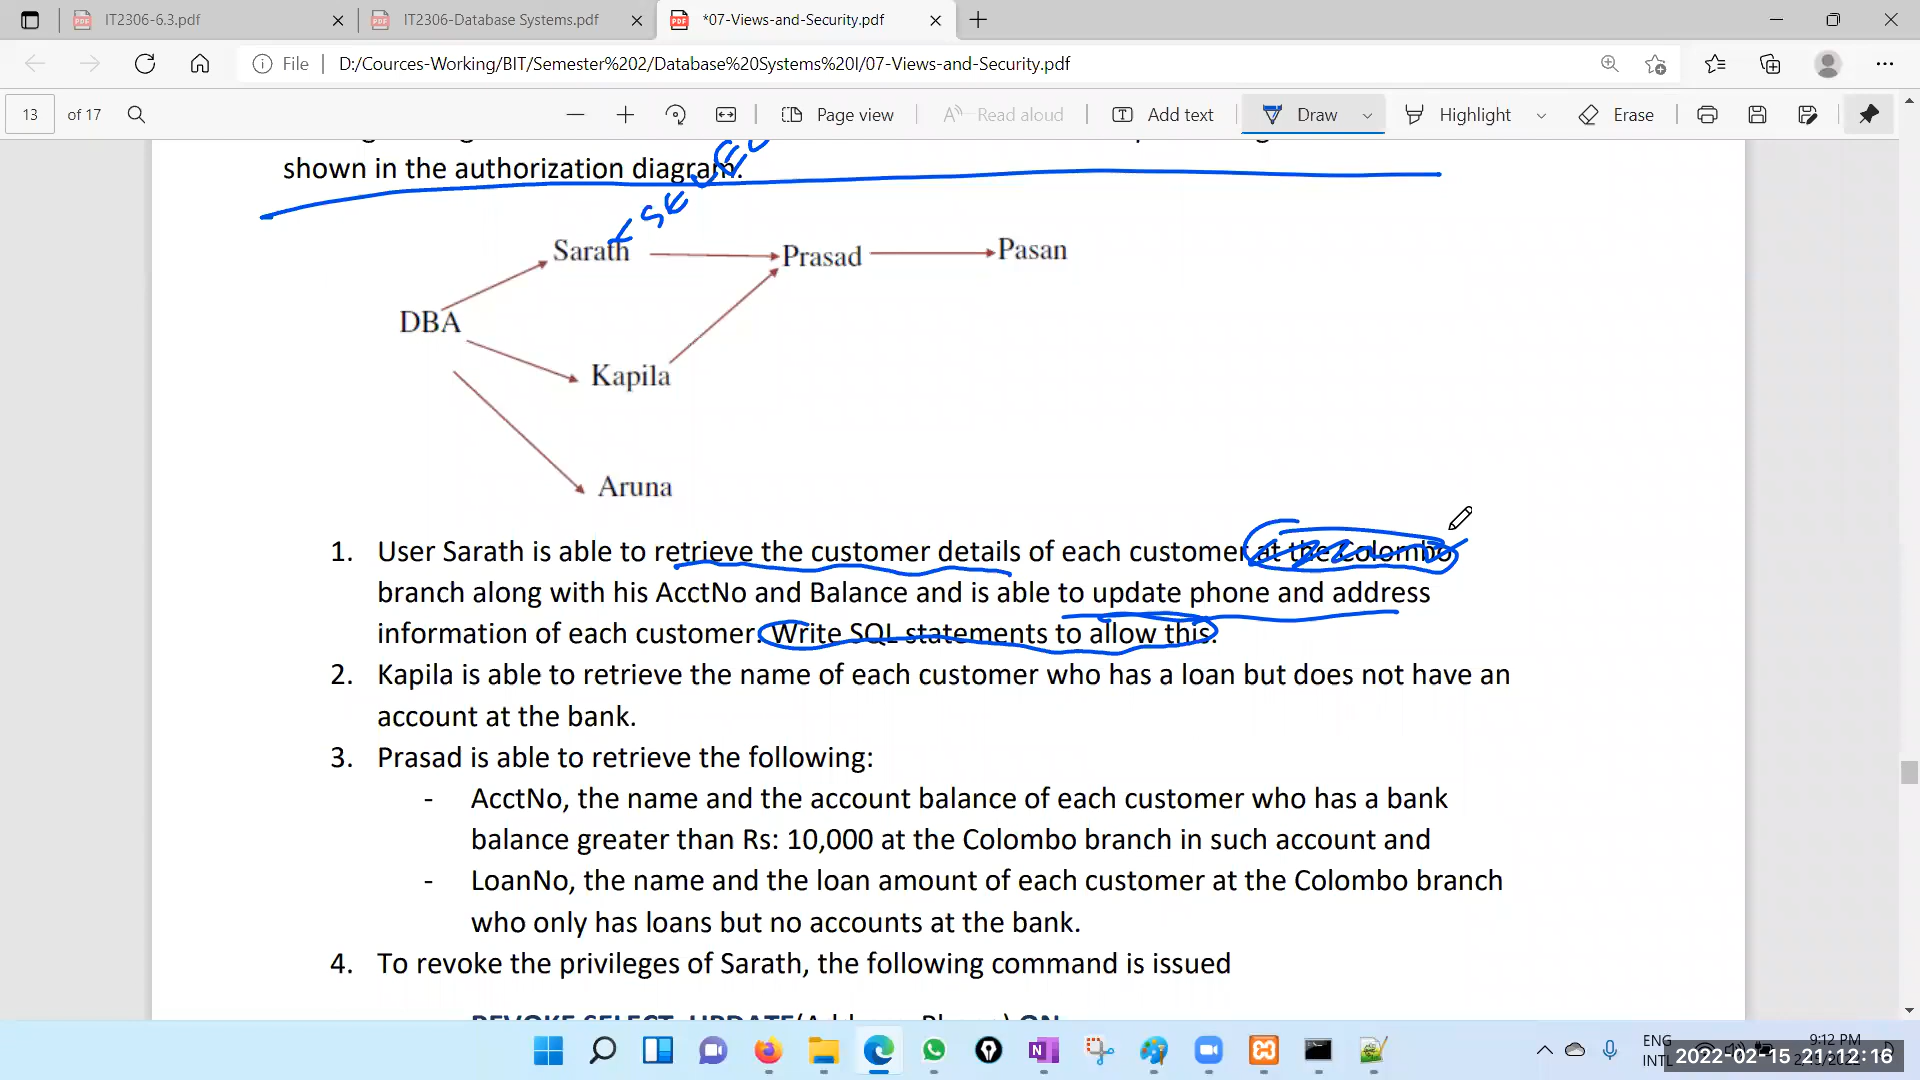 IT2306-6.3.pdf
IT2306-Database Systems.pdf
*07-Views-and-Security.pdf
File
D:/Cources-Working/BIT/Semester%202/Database%20Systems%20I/07-Views-and-Security.pdf
13 of 17
Page view
Read aloud
Add text
Draw
Highlight
Erase
shown in the authorization diagram.
SE
Sarath
Prasad
Pasan
DBA
Kapila
Aruna
1. User Sarath is able to retrieve the customer details of each customer at the Colombo
branch along with his AcctNo and Balance and is able to update phone and address
information of each customer. Write SQL statements to allow this.
2. Kapila is able to retrieve the name of each customer who has a loan but does not have an
account at the bank.
3. Prasad is able to retrieve the following:
- AcctNo, the name and the account balance of each customer who has a bank
balance greater than Rs: 10,000 at the Colombo branch in such account and
- LoanNo, the name and the loan amount of each customer at the Colombo branch
who only has loans but no accounts at the bank.
4. To revoke the privileges of Sarath, the following command is issued
REVOKE SELECT, UPDATE(Address, Phone) ON
ENG
INTL
9:12 PM
2022-02-15 21:12:16